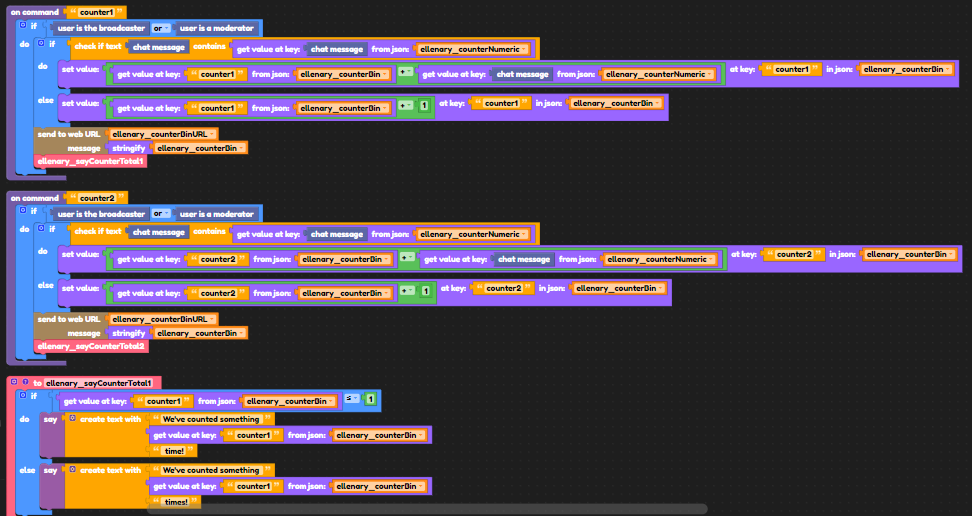 on command “ counter1 ”
if user is the broadcaster or user is a moderator
do if check if text chat message contains get value at key: chat message from json: ellenary_counterNumeric
do set value: get value at key: “ counter1 ” from json: ellenary_counterBin + get value at key: chat message from json: ellenary_counterNumeric at key: “ counter1 ” in json: ellenary_counterBin
else set value: get value at key: “ counter1 ” from json: ellenary_counterBin + 1 at key: “ counter1 ” in json: ellenary_counterBin
send to web URL ellenary_counterBinURL
message stringify ellenary_counterBin
ellenary_sayCounterTotal1
on command “ counter2 ”
if user is the broadcaster or user is a moderator
do if check if text chat message contains get value at key: chat message from json: ellenary_counterNumeric
do set value: get value at key: “ counter2 ” from json: ellenary_counterBin + get value at key: chat message from json: ellenary_counterNumeric at key: “ counter2 ” in json: ellenary_counterBin
else set value: get value at key: “ counter2 ” from json: ellenary_counterBin + 1 at key: “ counter2 ” in json: ellenary_counterBin
send to web URL ellenary_counterBinURL
message stringify ellenary_counterBin
ellenary_sayCounterTotal2
? to ellenary_sayCounterTotal1
if get value at key: “ counter1 ” from json: ellenary_counterBin ≤ 1
do say create text with “ We've counted something ”
get value at key: “ counter1 ” from json: ellenary_counterBin
“ time! ”
else say create text with “ We've counted something ”
get value at key: “ counter1 ” from json: ellenary_counterBin
“ times! ”